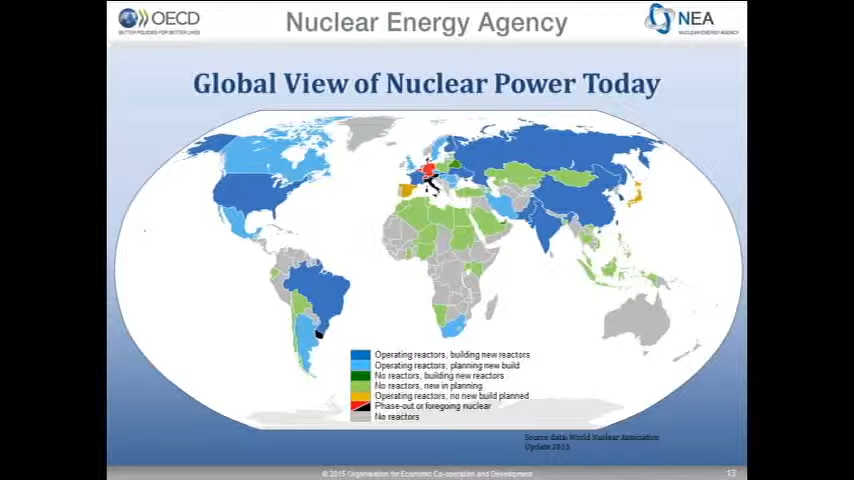 OECD
BETTER POLICIES FOR BETTER LIVES
Nuclear Energy Agency
NEA
NUCLEAR ENERGY AGENCY
Global View of Nuclear Power Today
Operating reactors, building new reactors
Operating reactors, planning new build
No reactors, building new reactors
No reactors, new in planning
Operating reactors, no new build planned
Phase-out or foregoing nuclear
No reactors
Source data: World Nuclear Association
Update 2015
© 2015 Organisation for Economic Co-operation and Development
13